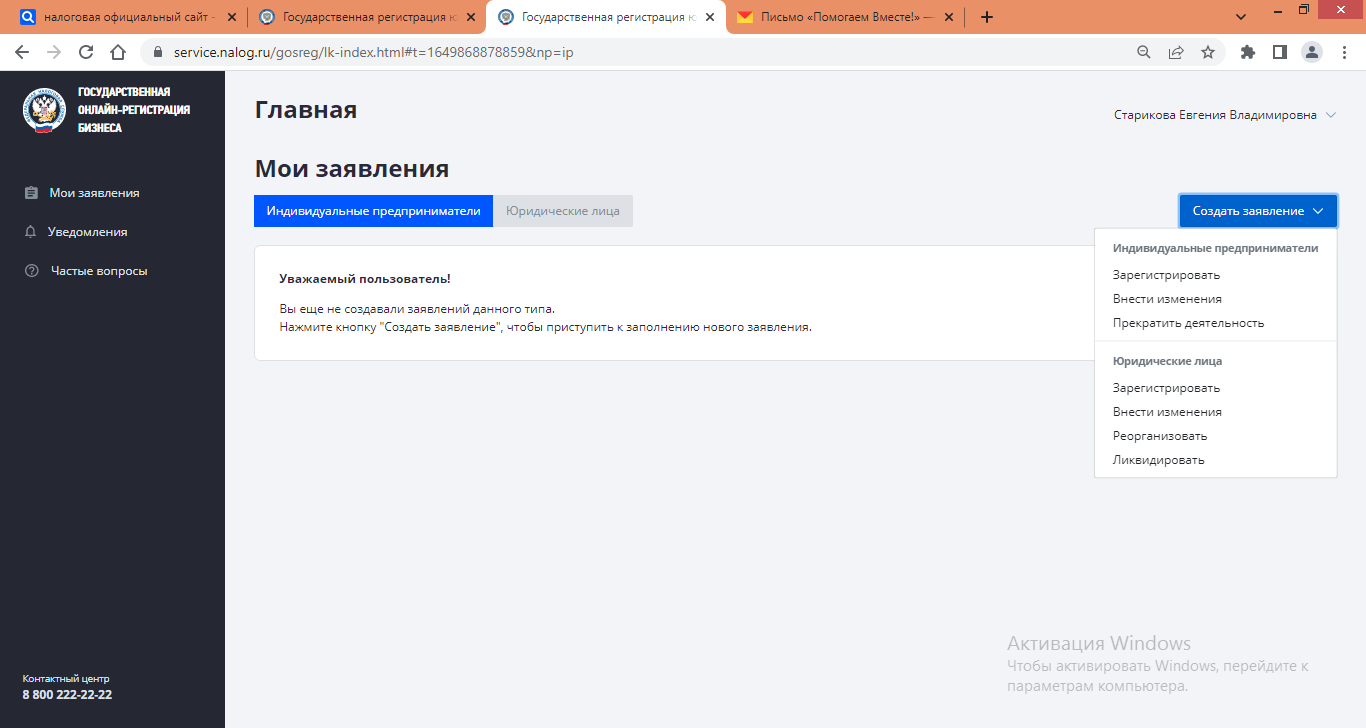 налоговая официальный сайт -
Государственная регистрация ю
Государственная регистрация ю
Письмо «Помогаем Вместе!» —
service.nalog.ru/gosreg/lk-index.html#t=1649868878859&np=ip
ГОСУДАРСТВЕННАЯ
ОНЛАЙН-РЕГИСТРАЦИЯ
БИЗНЕСА
Мои заявления
Уведомления
Частые вопросы
Контактный центр
8 800 222-22-22
Главная
Старикова Евгения Владимировна
Мои заявления
Индивидуальные предприниматели
Юридические лица
Создать заявление
Уважаемый пользователь!
Вы еще не создавали заявлений данного типа.
Нажмите кнопку "Создать заявление", чтобы приступить к заполнению нового заявления.
Индивидуальные предприниматели
Зарегистрировать
Внести изменения
Прекратить деятельность
Юридические лица
Зарегистрировать
Внести изменения
Реорганизовать
Ликвидировать
Активация Windows
Чтобы активировать Windows, перейдите к
параметрам компьютера.